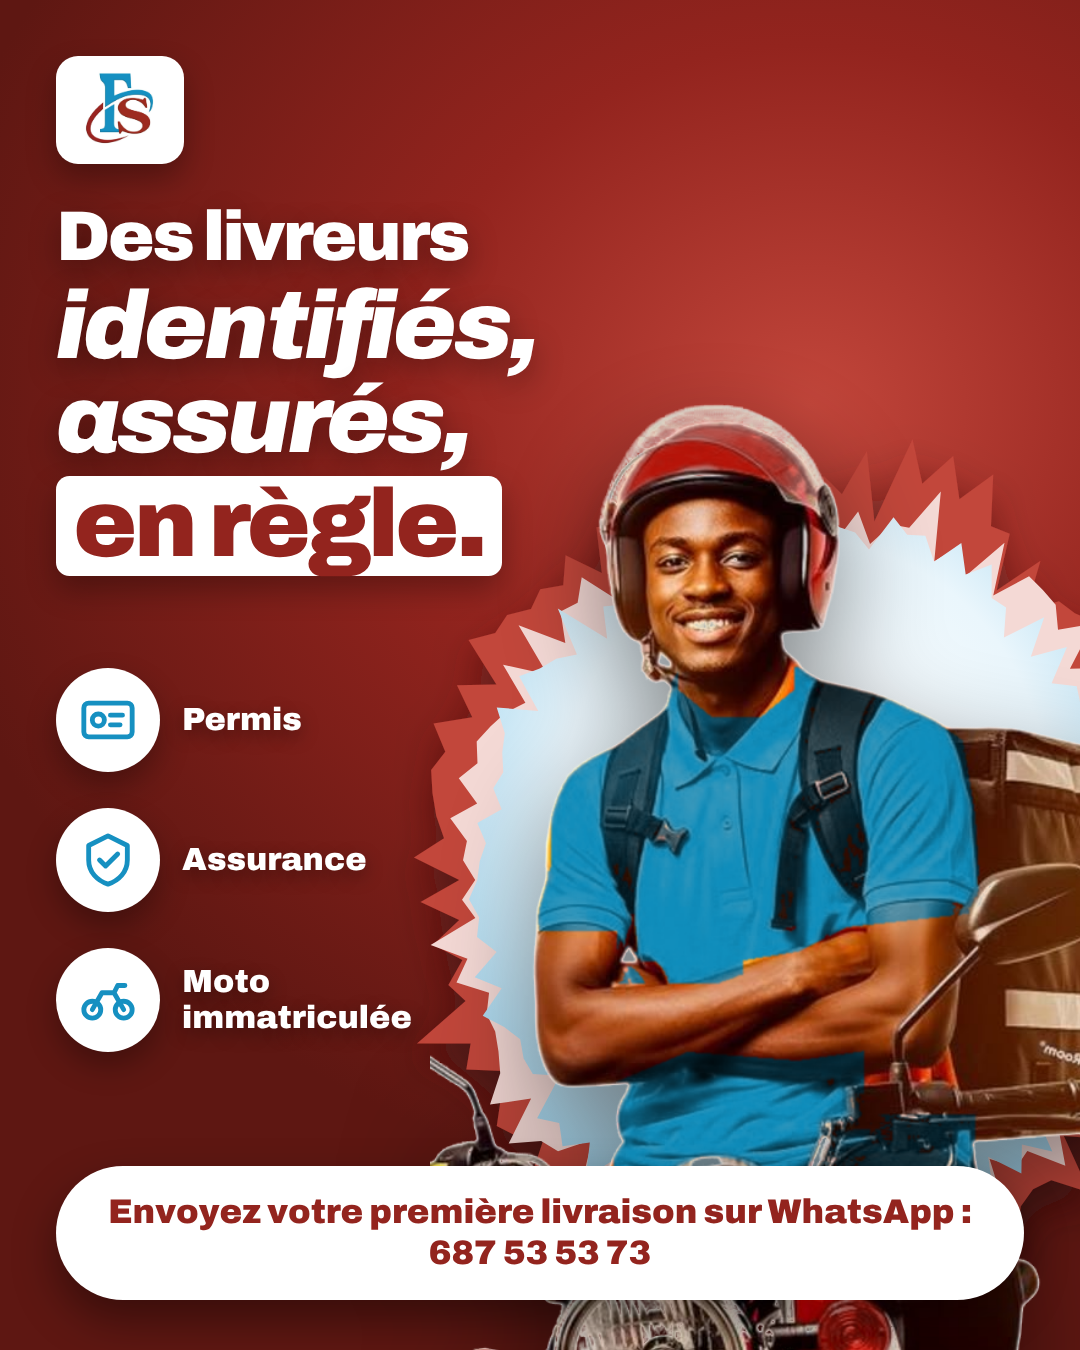 FS
Des livreurs
identifiés,
assurés,
en règle.
Permis
Assurance
Moto
immatriculée
Envoyez votre première livraison sur WhatsApp :
687 53 53 73